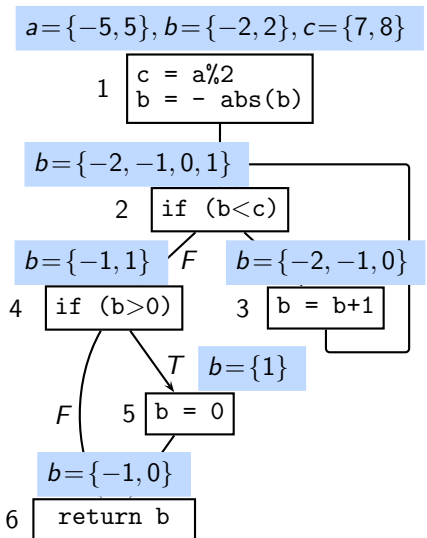 a={−5,5}, b={−2,2}, c={7,8}
1
c = a%2
b = - abs(b)
b={−2,−1,0,1}
2
if (b<c)
b={−1,1}
F
b={−2,−1,0}
4
if (b>0)
3
b = b+1
T
b={1}
F
5
b = 0
b={−1,0}
6
return b